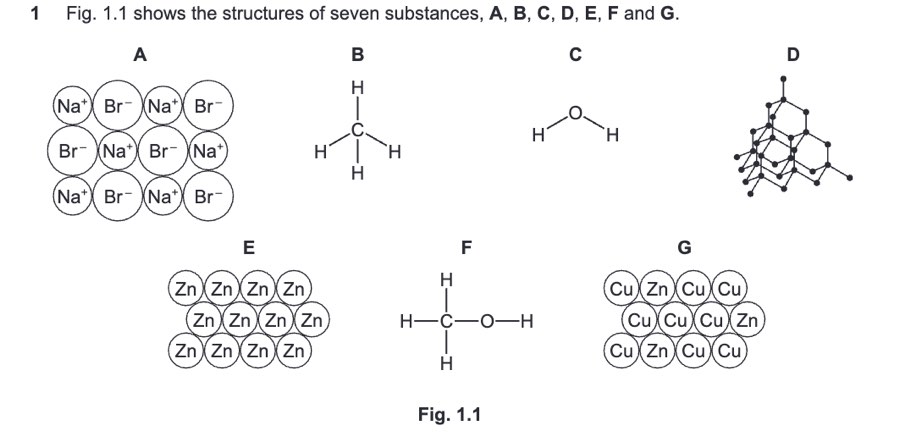 1 Fig. 1.1 shows the structures of seven substances, A, B, C, D, E, F and G.
A B C D
Na⁺ Br⁻ Na⁺ Br⁻
Br⁻ Na⁺ Br⁻ Na⁺
Na⁺ Br⁻ Na⁺ Br⁻
H
C
H H
H
O
H H
E F G
Zn Zn Zn Zn
Zn Zn Zn Zn
Zn Zn Zn Zn
H
H C O H
H
Cu Zn Cu Cu
Cu Cu Cu Zn
Cu Zn Cu Cu
Fig. 1.1